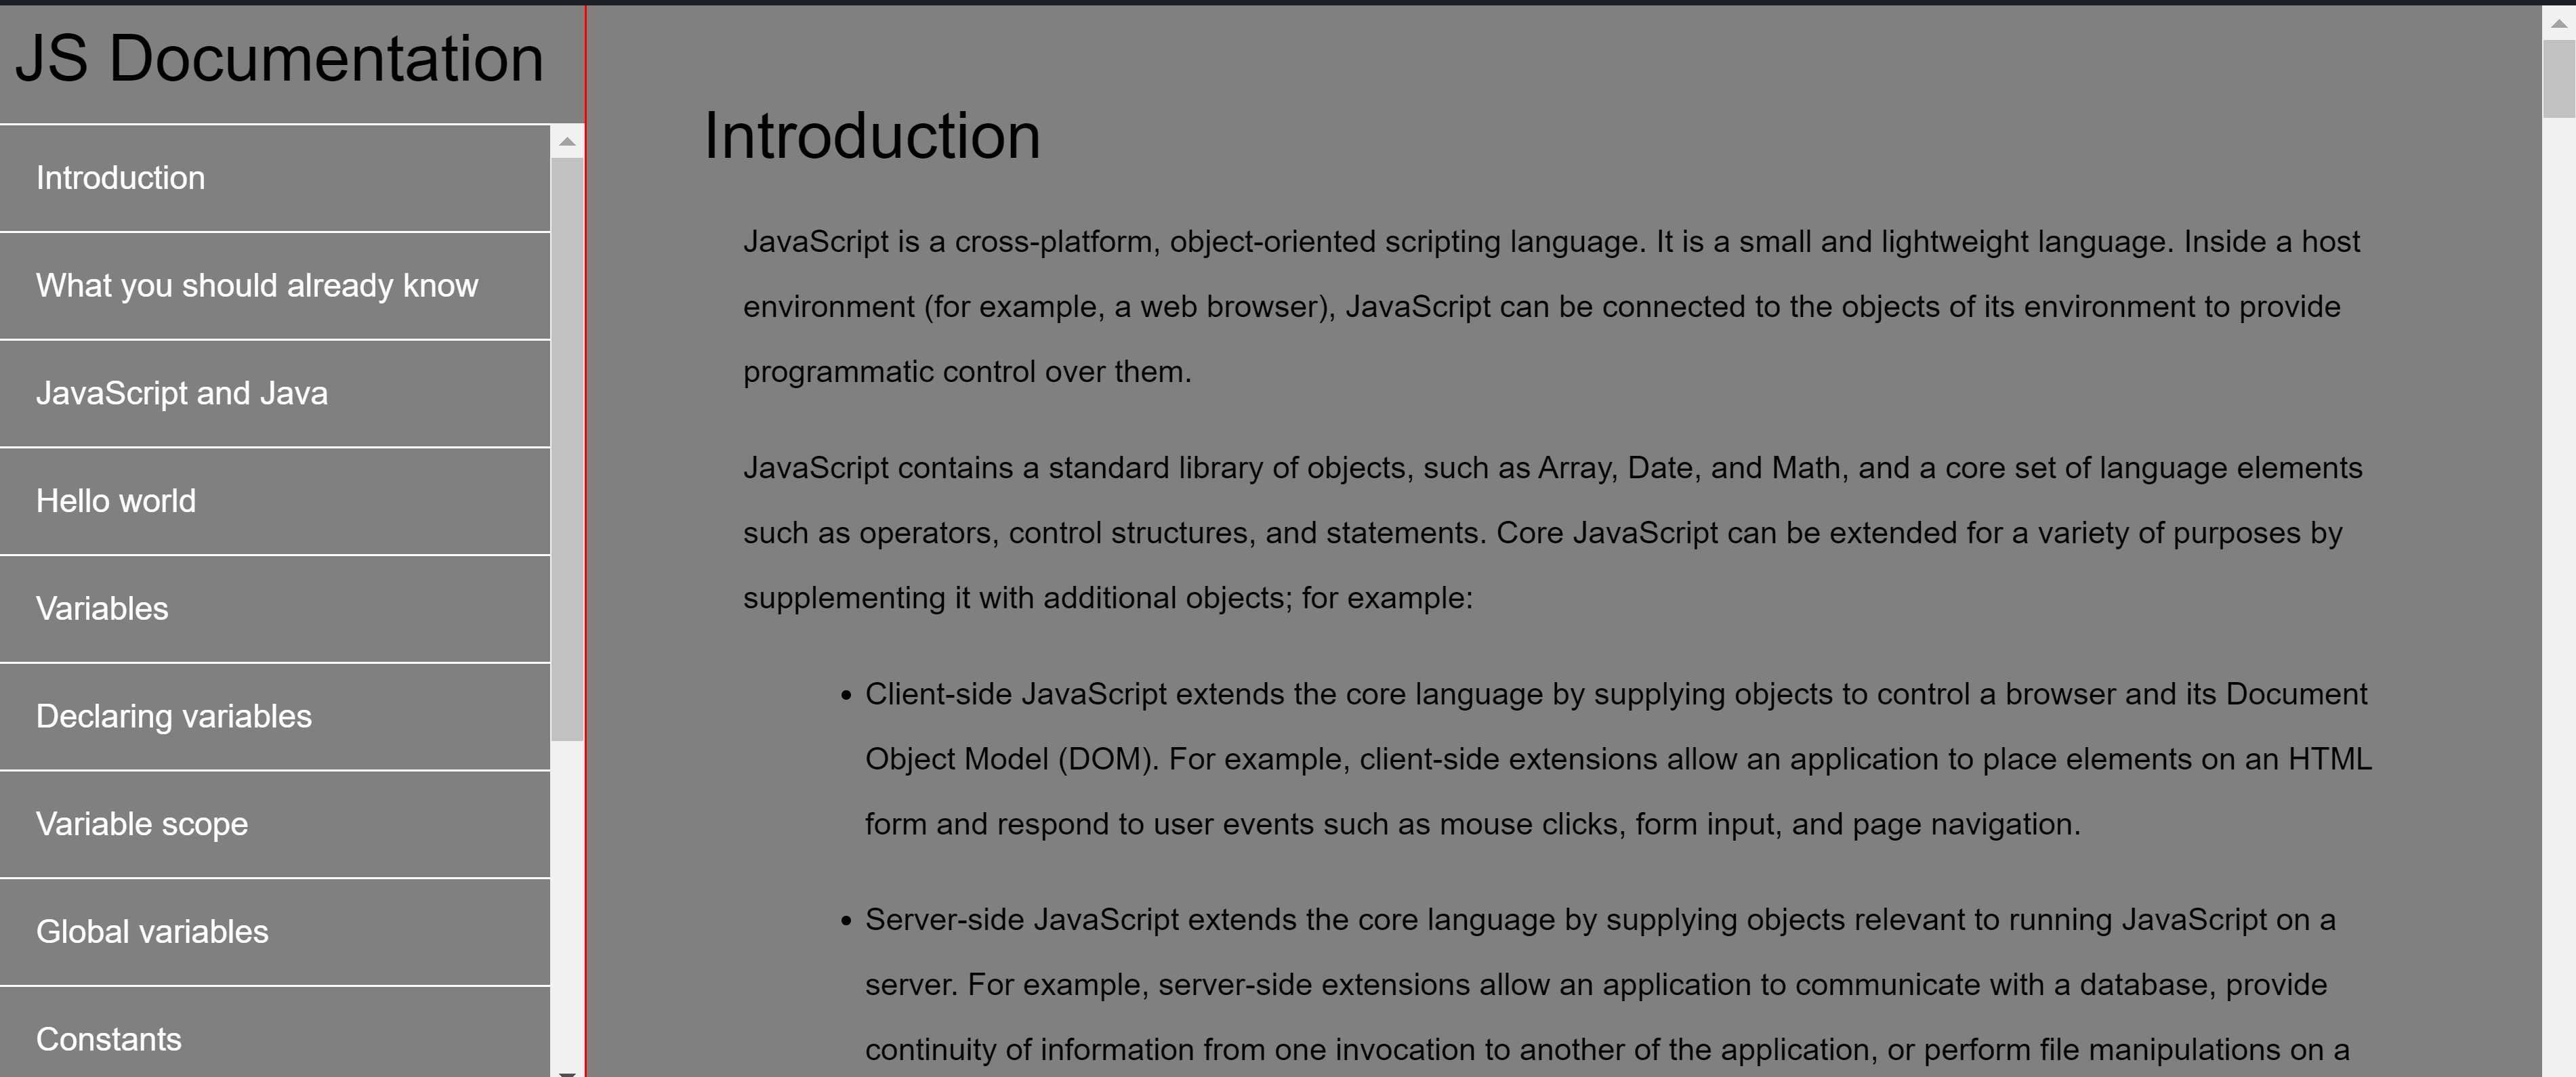 JS Documentation
Introduction
What you should already know
JavaScript and Java
Hello world
Variables
Declaring variables
Variable scope
Global variables
Constants
Introduction
JavaScript is a cross-platform, object-oriented scripting language. It is a small and lightweight language. Inside a host
environment (for example, a web browser), JavaScript can be connected to the objects of its environment to provide
programmatic control over them.
JavaScript contains a standard library of objects, such as Array, Date, and Math, and a core set of language elements
such as operators, control structures, and statements. Core JavaScript can be extended for a variety of purposes by
supplementing it with additional objects; for example:
• Client-side JavaScript extends the core language by supplying objects to control a browser and its Document
Object Model (DOM). For example, client-side extensions allow an application to place elements on an HTML
form and respond to user events such as mouse clicks, form input, and page navigation.
• Server-side JavaScript extends the core language by supplying objects relevant to running JavaScript on a
server. For example, server-side extensions allow an application to communicate with a database, provide
continuity of information from one invocation to another of the application, or perform file manipulations on a